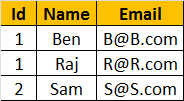 Id Name Email
1 Ben B@B.com
1 Raj R@R.com
2 Sam S@S.com